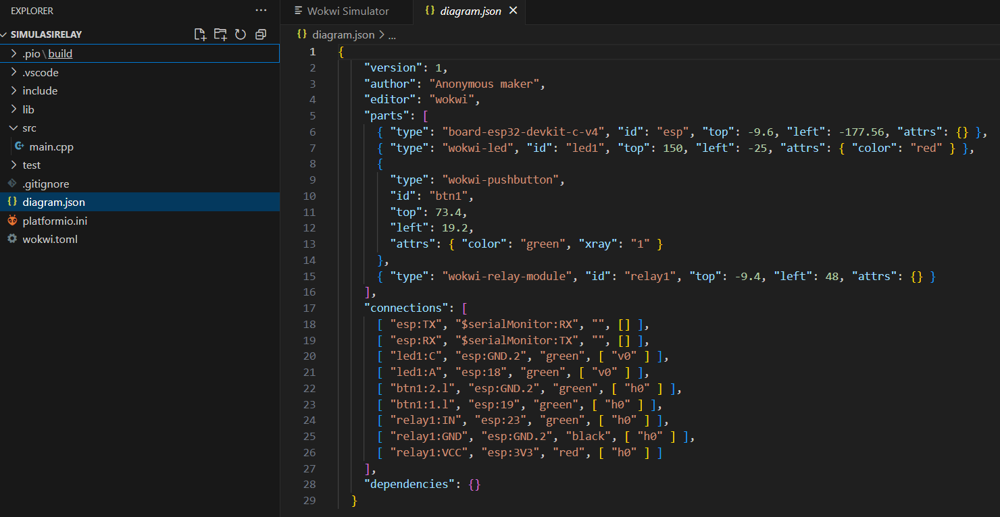 EXPLORER
SIMULASIRELAY
.pio\build
.vscode
include
lib
src
main.cpp
test
.gitignore
diagram.json
platformio.ini
wokwi.toml
Wokwi Simulator
diagram.json
diagram.json > ...
1 {
2 "version": 1,
3 "author": "Anonymous maker",
4 "editor": "wokwi",
5 "parts": [
6 { "type": "board-esp32-devkit-c-v4", "id": "esp", "top": -9.6, "left": -177.56, "attrs": {} },
7 { "type": "wokwi-led", "id": "led1", "top": 150, "left": -25, "attrs": { "color": "red" } },
8 {
9 "type": "wokwi-pushbutton",
10 "id": "btn1",
11 "top": 73.4,
12 "left": 19.2,
13 "attrs": { "color": "green", "xray": "1" }
14 },
15 { "type": "wokwi-relay-module", "id": "relay1", "top": -9.4, "left": 48, "attrs": {} }
16 ],
17 "connections": [
18 [ "esp:TX", "$serialMonitor:RX", "", [] ],
19 [ "esp:RX", "$serialMonitor:TX", "", [] ],
20 [ "led1:C", "esp:GND.2", "green", [ "v0" ] ],
21 [ "led1:A", "esp:18", "green", [ "v0" ] ],
22 [ "btn1:2.l", "esp:GND.2", "green", [ "h0" ] ],
23 [ "btn1:1.l", "esp:19", "green", [ "h0" ] ],
24 [ "relay1:IN", "esp:23", "green", [ "h0" ] ],
25 [ "relay1:GND", "esp:GND.2", "black", [ "h0" ] ],
26 [ "relay1:VCC", "esp:3V3", "red", [ "h0" ] ]
27 ],
28 "dependencies": {}
29 }